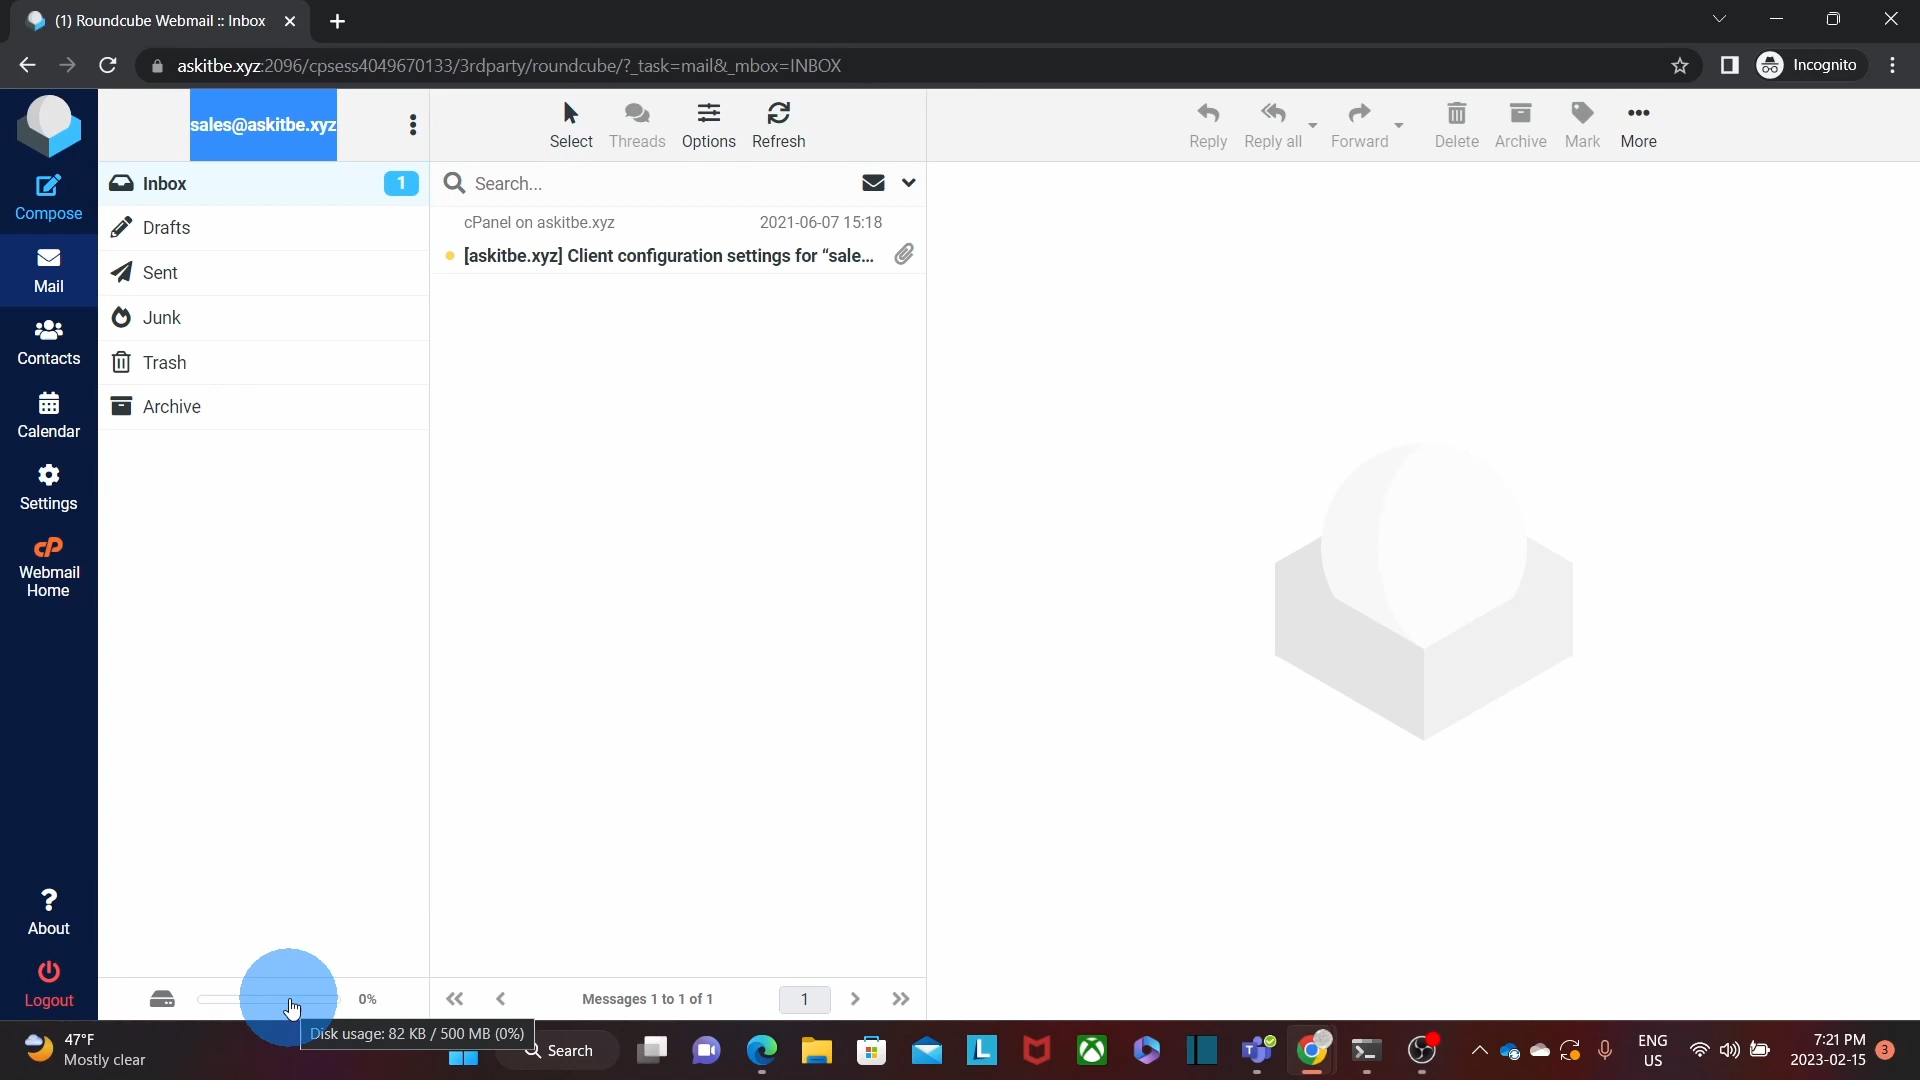 (1) Roundcube Webmail :: Inbox
askitbe.xyz:2096/cpsess4049670133/3rdparty/roundcube/?_task=mail&_mbox=INBOX
Incognito
sales@askitbe.xyz
Select
Threads
Options
Refresh
Reply
Reply all
Forward
Delete
Archive
Mark
More
Compose
Mail
Contacts
Calendar
Settings
cP
Webmail
Home
About
Logout
Inbox
1
Drafts
Sent
Junk
Trash
Archive
Search...
cPanel on askitbe.xyz
2021-06-07 15:18
[askitbe.xyz] Client configuration settings for “sale...
0%
Messages 1 to 1 of 1
1
Disk usage: 82 KB / 500 MB (0%)
47°F
Mostly clear
Search
L
ENG
US
7:21 PM
2023-02-15
3